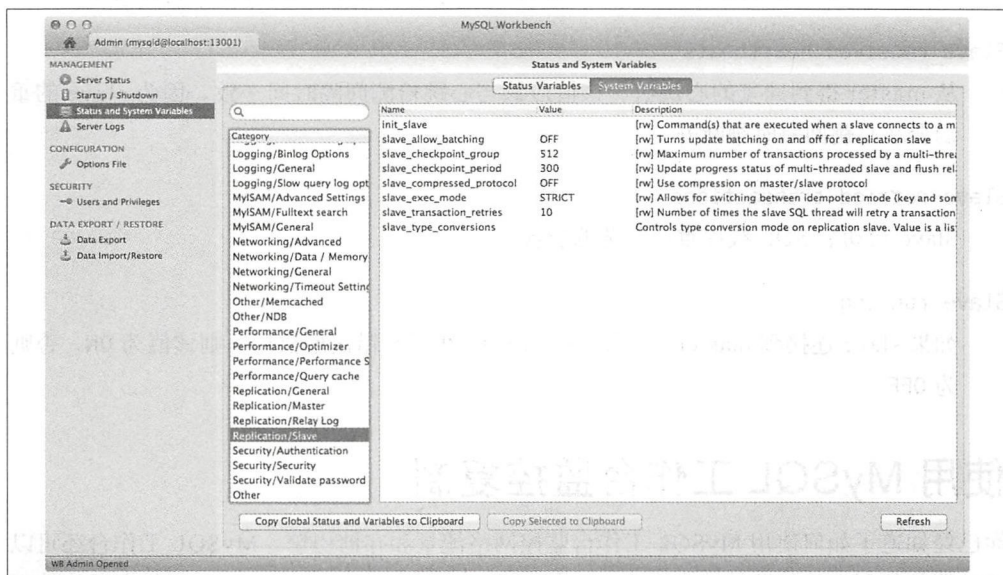 MySQL Workbench
Admin (mysqld@localhost:13001)
MANAGEMENT
Server Status
Startup / Shutdown
Status and System Variables
Server Logs
CONFIGURATION
Options File
SECURITY
Users and Privileges
DATA EXPORT / RESTORE
Data Export
Data Import/Restore
Status and System Variables
Status Variables System Variables
Category
Logging/Binlog Options
Logging/General
Logging/Slow query log opt
MyISAM/Advanced Settings
MyISAM/Fulltext search
MyISAM/General
Networking/Advanced
Networking/Data / Memory
Networking/General
Networking/Timeout Setting
Other/Memcached
Other/NDB
Performance/General
Performance/Optimizer
Performance/Performance S
Performance/Query cache
Replication/General
Replication/Master
Replication/Relay Log
Replication/Slave
Security/Authentication
Security/Security
Security/Validate password
Other
Name Value Description
init_slave [rw] Command(s) that are executed when a slave connects to a m
slave_allow_batching OFF [rw] Turns update batching on and off for a replication slave
slave_checkpoint_group 512 [rw] Maximum number of transactions processed by a multi-threa
slave_checkpoint_period 300 [rw] Update progress status of multi-threaded slave and flush rel
slave_compressed_protocol OFF [rw] Use compression on master/slave protocol
slave_exec_mode STRICT [rw] Allows for switching between idempotent mode (key and som
slave_transaction_retries 10 [rw] Number of times the slave SQL thread will retry a transaction
slave_type_conversions Controls type conversion mode on replication slave. Value is a lis
Copy Global Status and Variables to Clipboard Copy Selected to Clipboard Refresh
WB Admin Opened